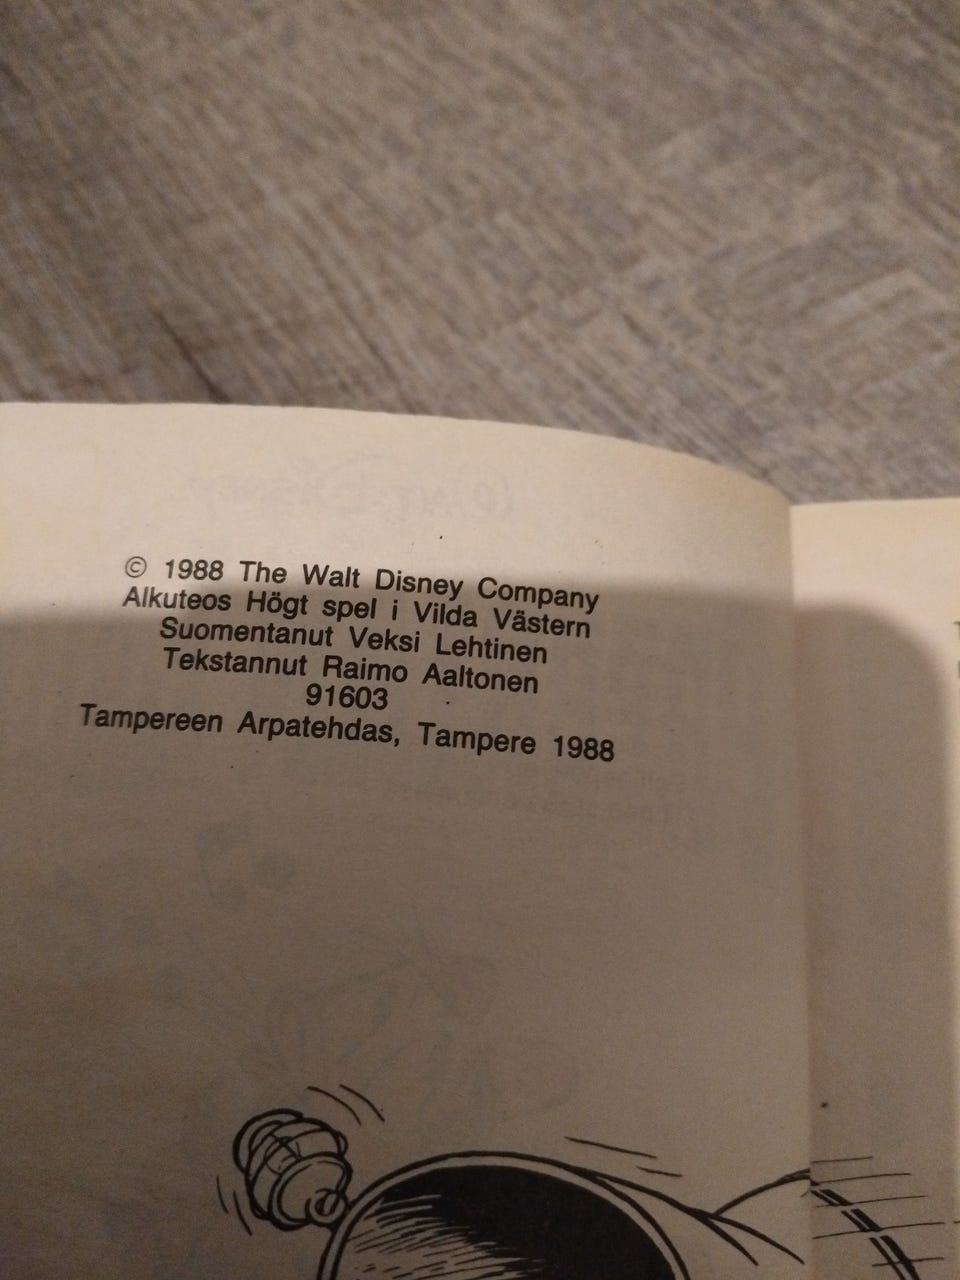 © 1988 The Walt Disney Company
Alkuteos Högt spel i Vilda Västern
Suomentanut Veksi Lehtinen
Tekstannut Raimo Aaltonen
91603
Tampereen Arpatehdas, Tampere 1988